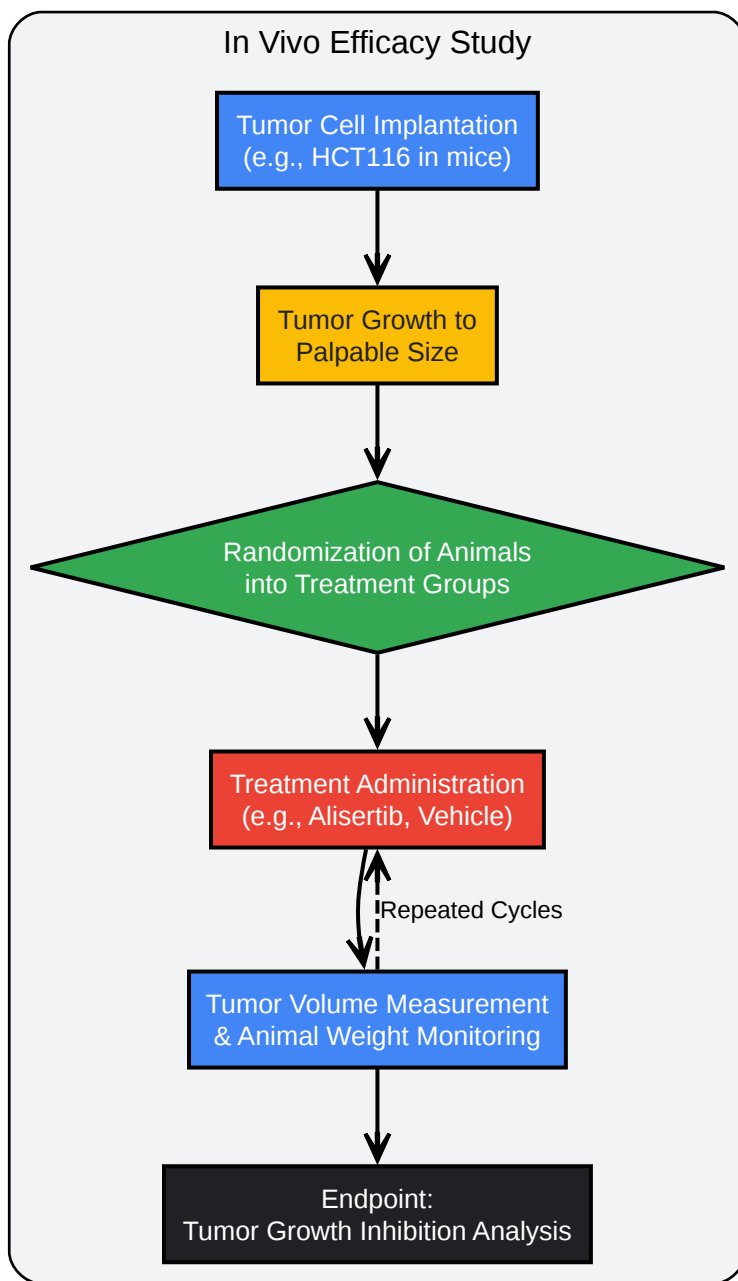 In Vivo Efficacy Study
Tumor Cell Implantation
(e.g., HCT116 in mice)
Tumor Growth to
Palpable Size
Randomization of Animals
into Treatment Groups
Treatment Administration
(e.g., Alisertib, Vehicle)
Repeated Cycles
Tumor Volume Measurement
& Animal Weight Monitoring
Endpoint:
Tumor Growth Inhibition Analysis